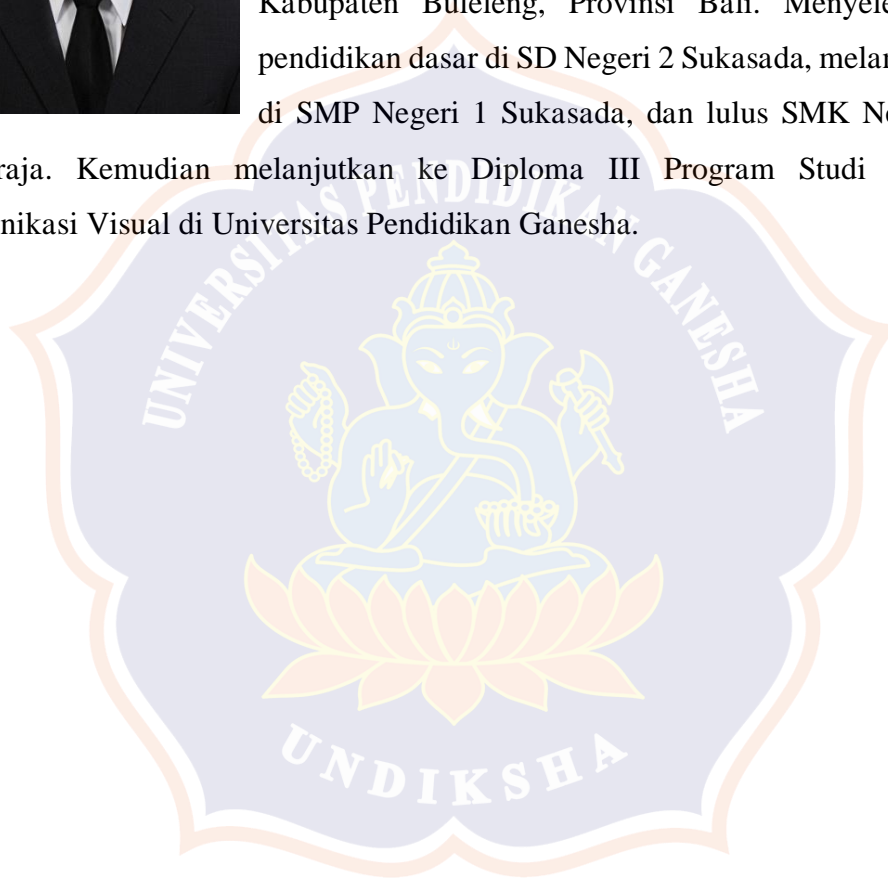 Kabupaten Buleleng, Provinsi Bali. Menyele
pendidikan dasar di SD Negeri 2 Sukasada, melan
di SMP Negeri 1 Sukasada, dan lulus SMK Ne
raja. Kemudian melanjutkan ke Diploma III Program Studi
nikasi Visual di Universitas Pendidikan Ganesha.
UNIVERSITAS PENDIDIKAN GANESHA
UNDIKSHA